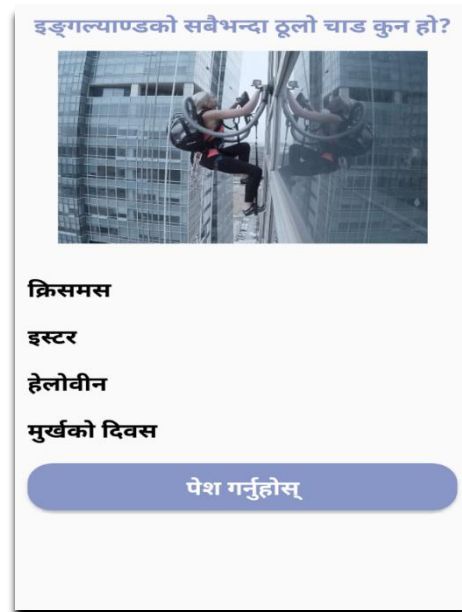 इङ्गल्याण्डको सबैभन्दा ठूलो चाड कुन हो?
क्रिसमस
इस्टर
हेलोवीन
मुर्खको दिवस
पेश गर्नुहोस्